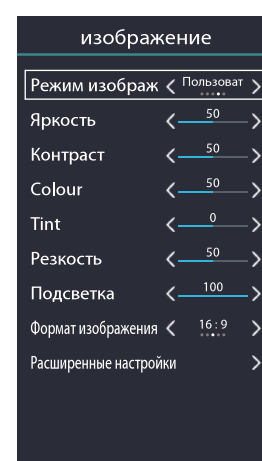 изображение
Режим изображ < Пользоват >
Яркость < 50 >
Контраст < 50 >
Colour < 50 >
Tint < 0 >
Резкость < 50 >
Подсветка < 100 >
Формат изображения < 16 : 9 >
Расширенные настройки >